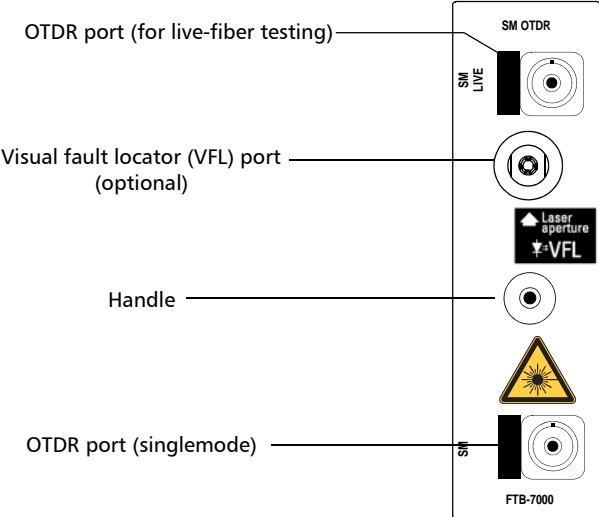 OTDR port (for live-fiber testing)
SM OTDR
SM
LIVE
Visual fault locator (VFL) port
(optional)
Laser
aperture
VFL
Handle
OTDR port (singlemode)
SM
FTB-7000